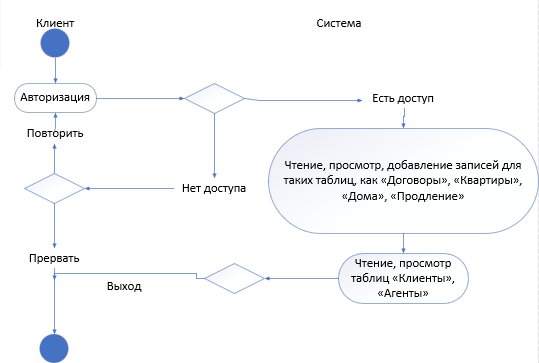 Клиент
Система
Авторизация
Есть доступ
Повторить
Чтение, просмотр, добавление записей для
таких таблиц, как «Договоры», «Квартиры»,
«Дома», «Продление»
Нет доступа
Прервать
Чтение, просмотр
таблиц «Клиенты»,
«Агенты»
Выход